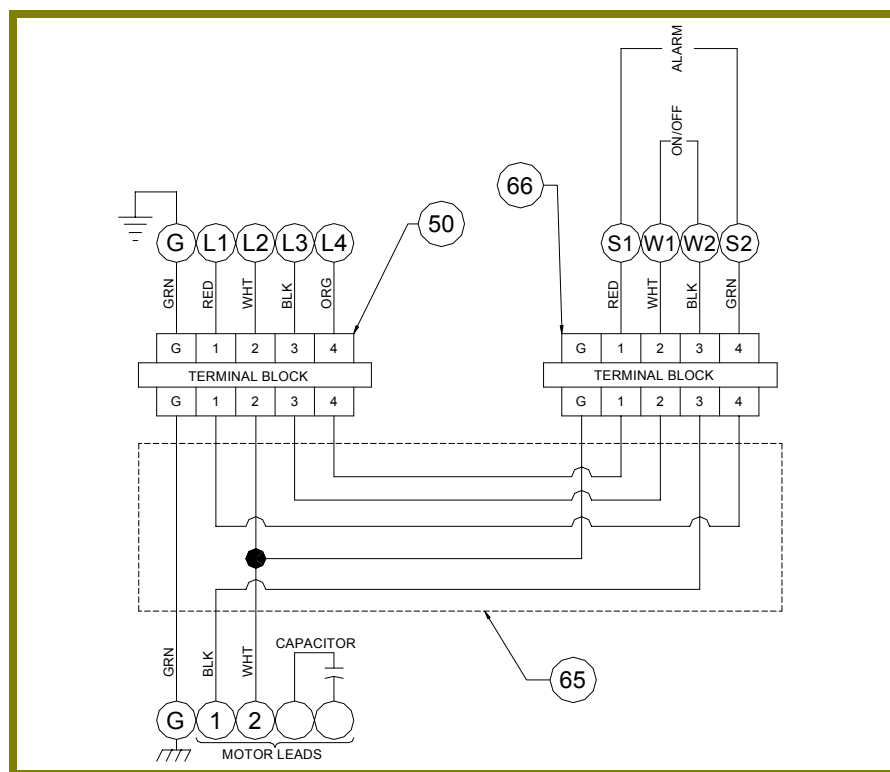 ALARM
ON/OFF
66
50
G L1 L2 L3 L4
S1 W1 W2 S2
GRN RED WHT BLK ORG
RED WHT BLK GRN
G 1 2 3 4
TERMINAL BLOCK
G 1 2 3 4
G 1 2 3 4
TERMINAL BLOCK
G 1 2 3 4
GRN BLK WHT
CAPACITOR
65
G 1 2
MOTOR LEADS